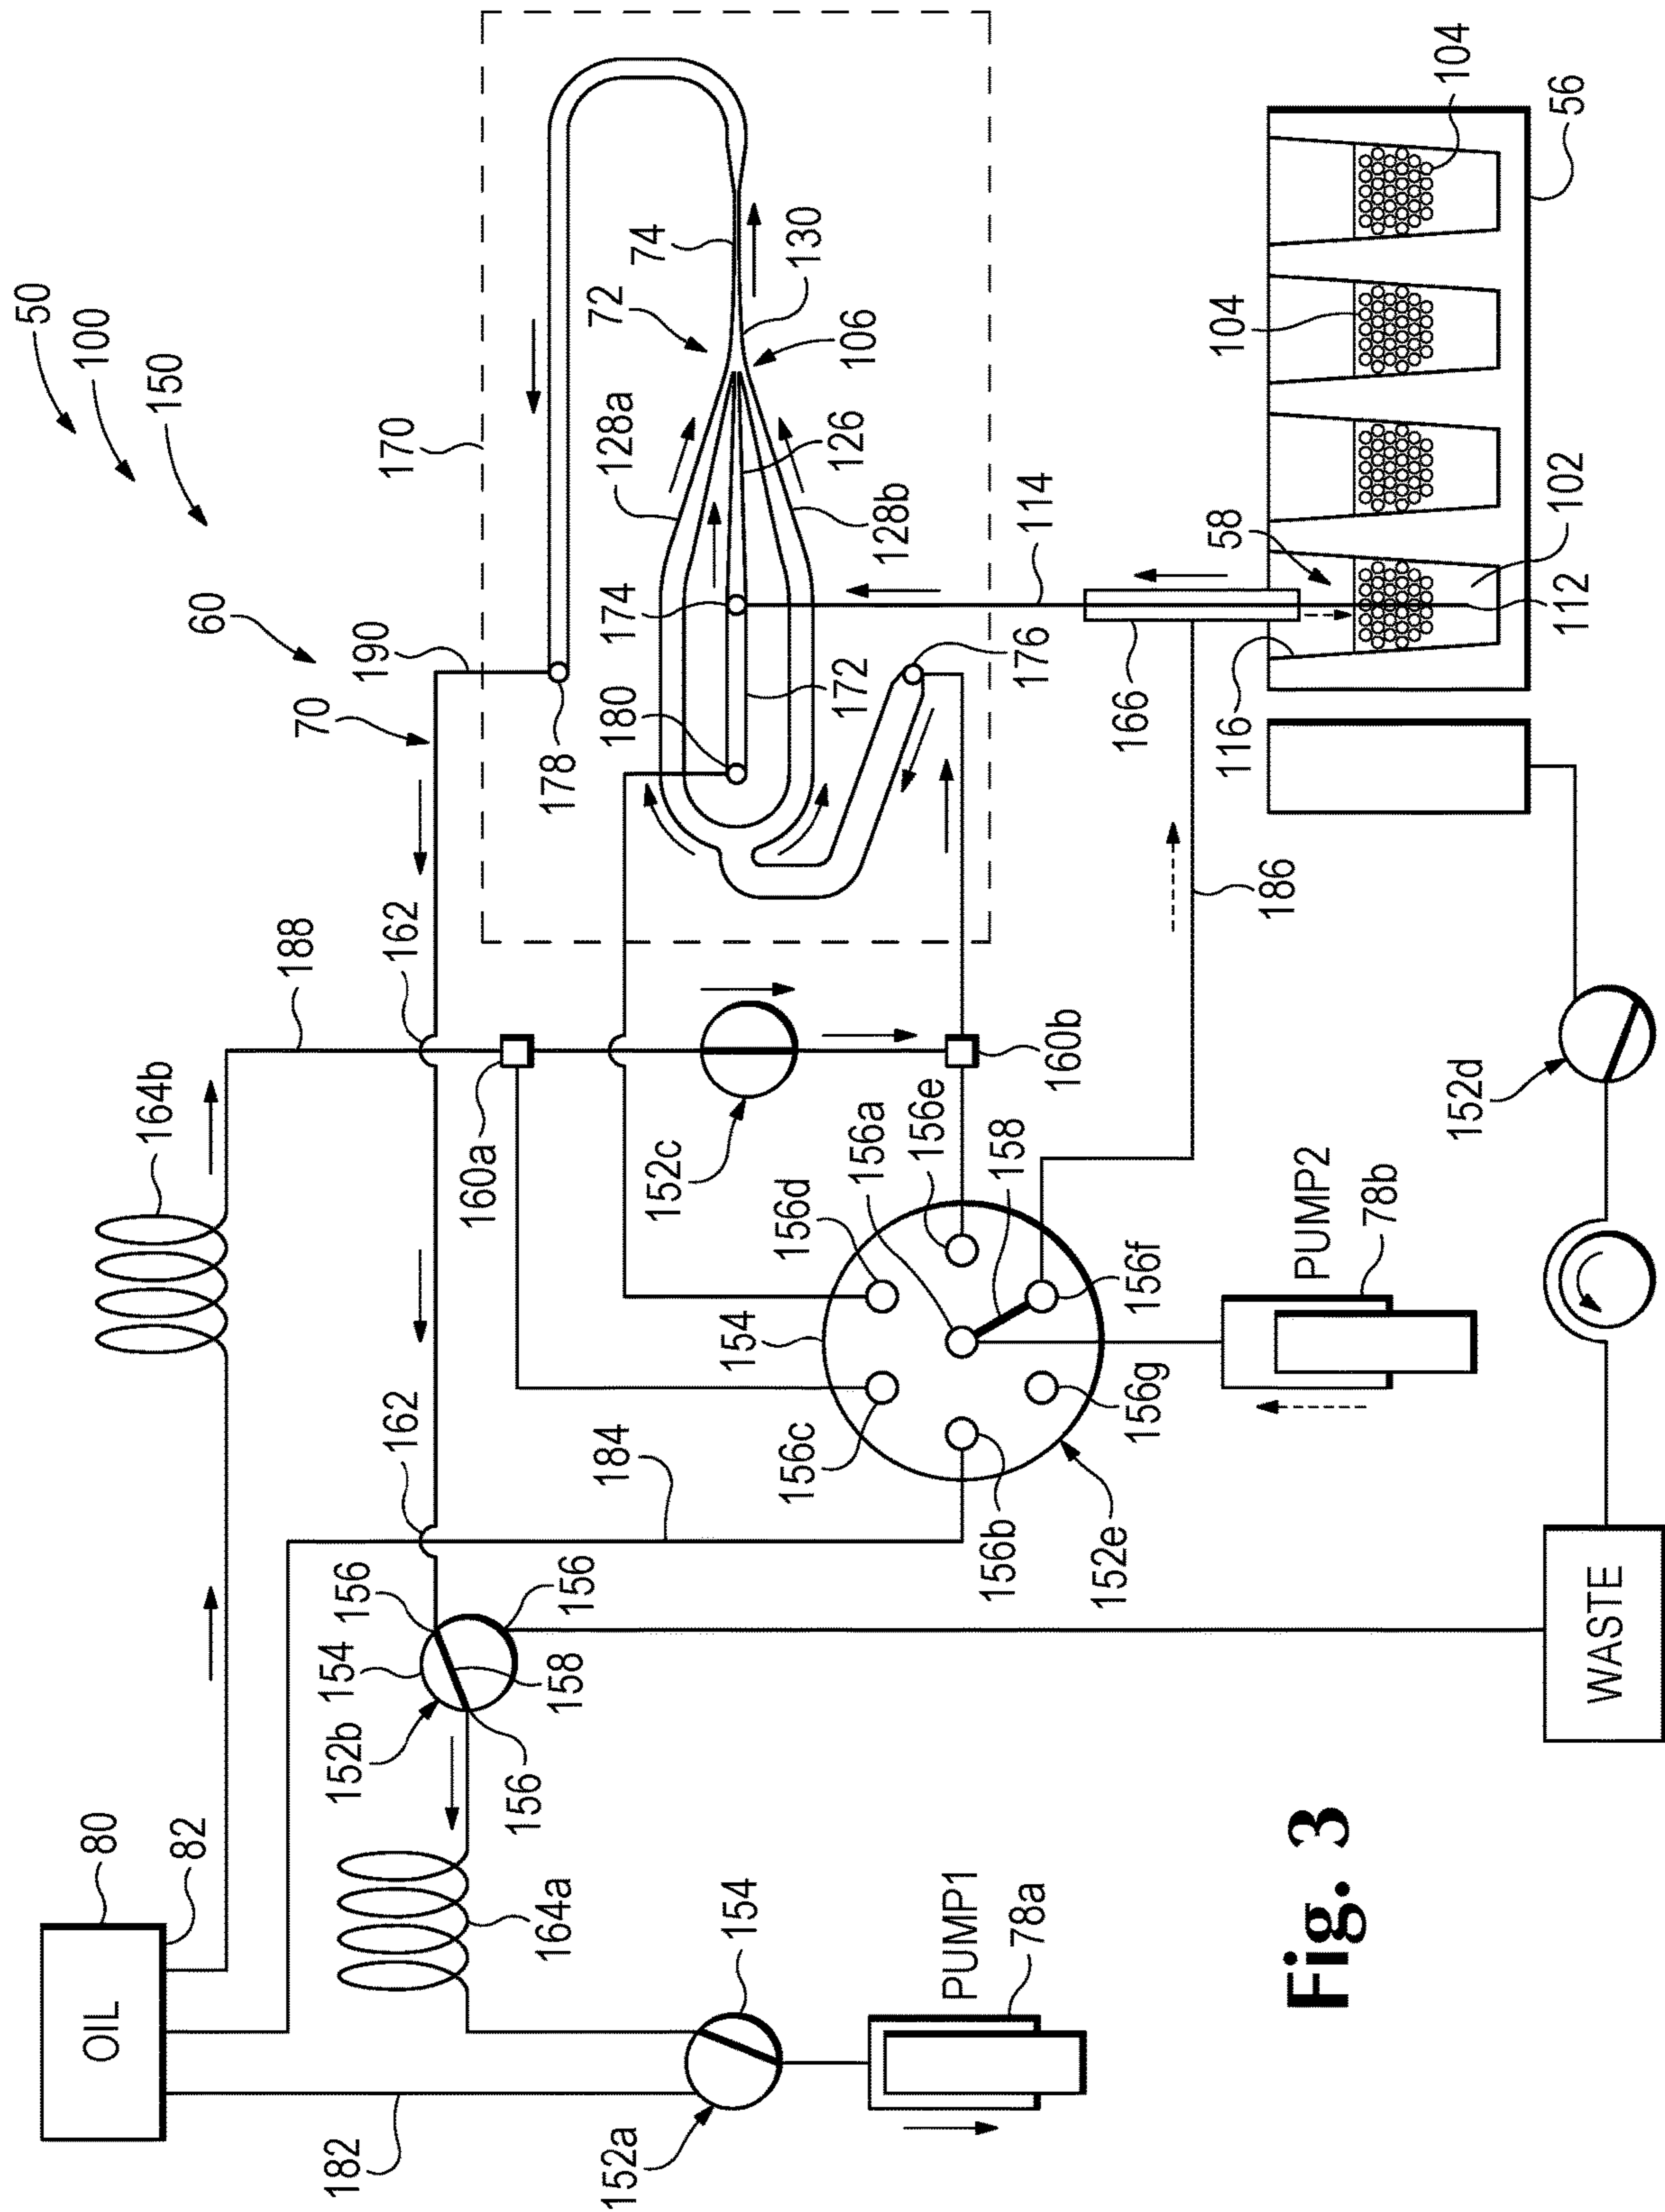 50
100
150
60
70
190
170
72
74
130
106
128a
126
128b
174
180
172
178
176
114
166
58
104
104
56
102
112
116
186
162
188
164b
160a
152c
160b
156d
156a
156e
158
154
156c
184
156b
156g
156f
152e
PUMP2
78b
152d
162
156
154
152b
158
156
156
WASTE
80
82
OIL
164a
154
PUMP1
78a
182
152a
Fig. 3